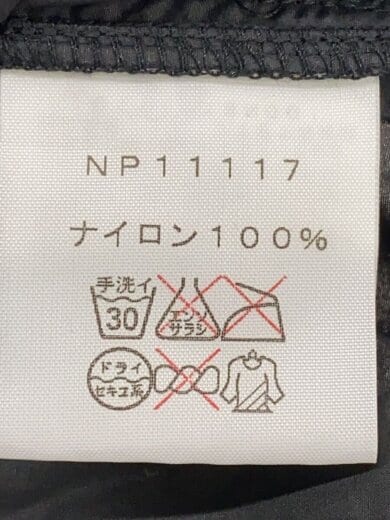 NP11117
ナイロン100%
手洗イ
30
エンソ
サラシ
ドライ
セキユ系